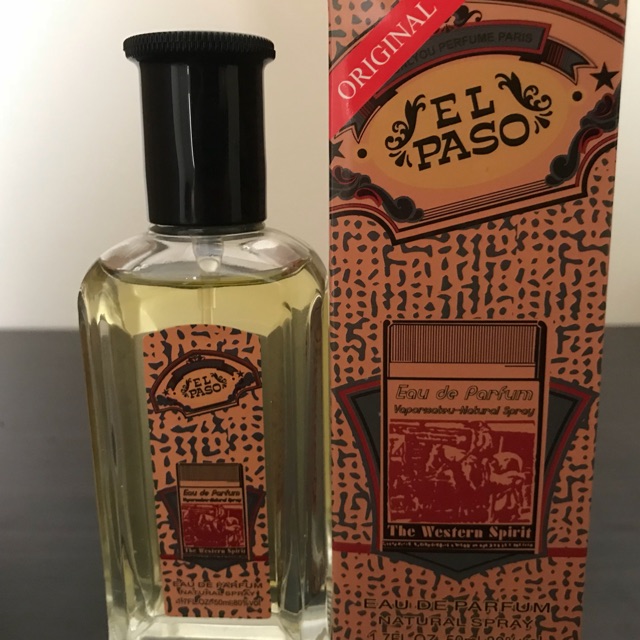 EL
PASO
Eau de Parfum
The Western Spirit
EAU DE PARFUM
NATURAL SPRAY
ORIGINAL
PERFUME PARIS
EL
PASO
Eau de Parfum
Vaporisateu-Natural Spray
The Western Spirit
EAU DE PARFUM
NATURAL SPRAY